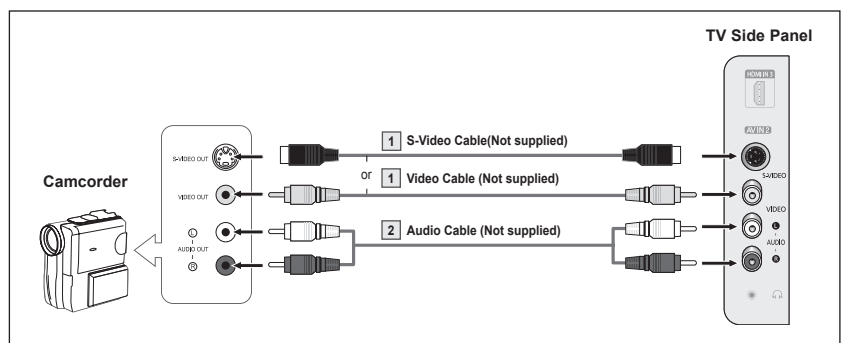 TV Side Panel
HDMI IN 3
AV IN 2
1 S-Video Cable(Not supplied)
S-VIDEO OUT
S-VIDEO
Camcorder
or
1 Video Cable (Not supplied)
VIDEO OUT
VIDEO
2 Audio Cable (Not supplied)
L
AUDIO OUT
R
L
AUDIO
R